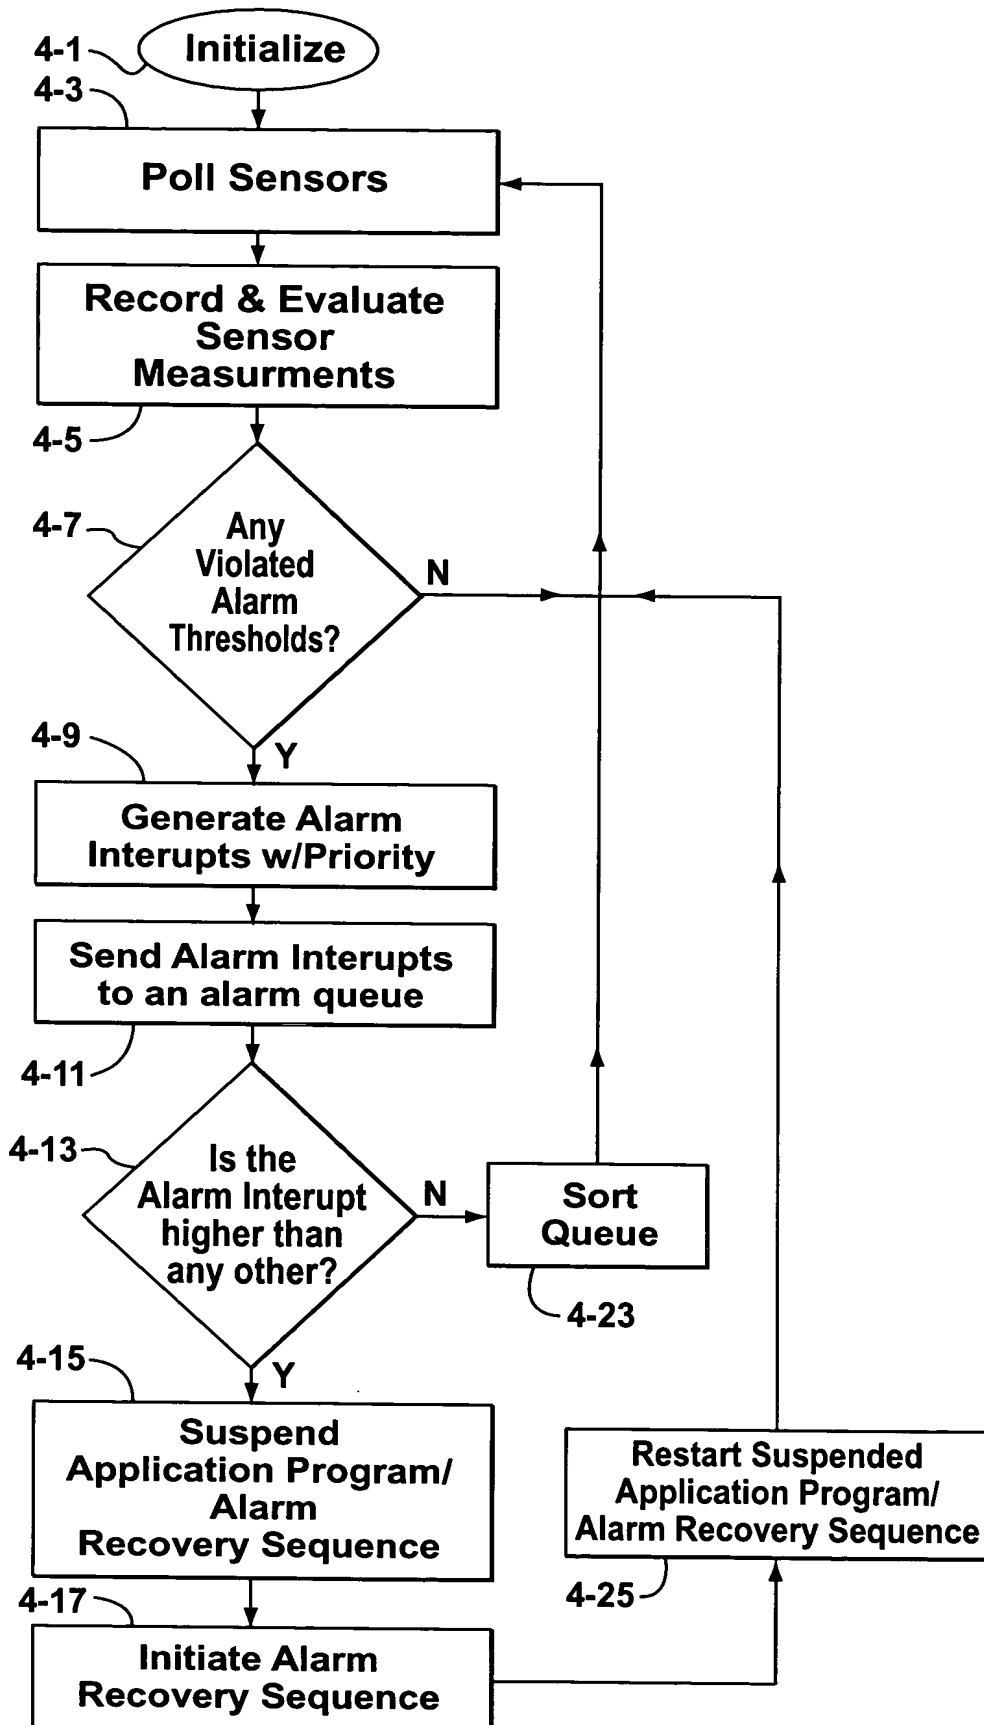 4-1
Initialize
4-3
Poll Sensors
Record & Evaluate
Sensor
Measurments
4-5
4-7
Any
Violated
Alarm
Thresholds?
N
4-9
Y
Generate Alarm
Interupts w/Priority
Send Alarm Interupts
to an alarm queue
4-11
4-13
Is the
Alarm Interupt
higher than
any other?
N
Sort
Queue
4-23
4-15
Y
Suspend
Application Program/
Alarm
Recovery Sequence
Restart Suspended
Application Program/
Alarm Recovery Sequence
4-25
4-17
Initiate Alarm
Recovery Sequence